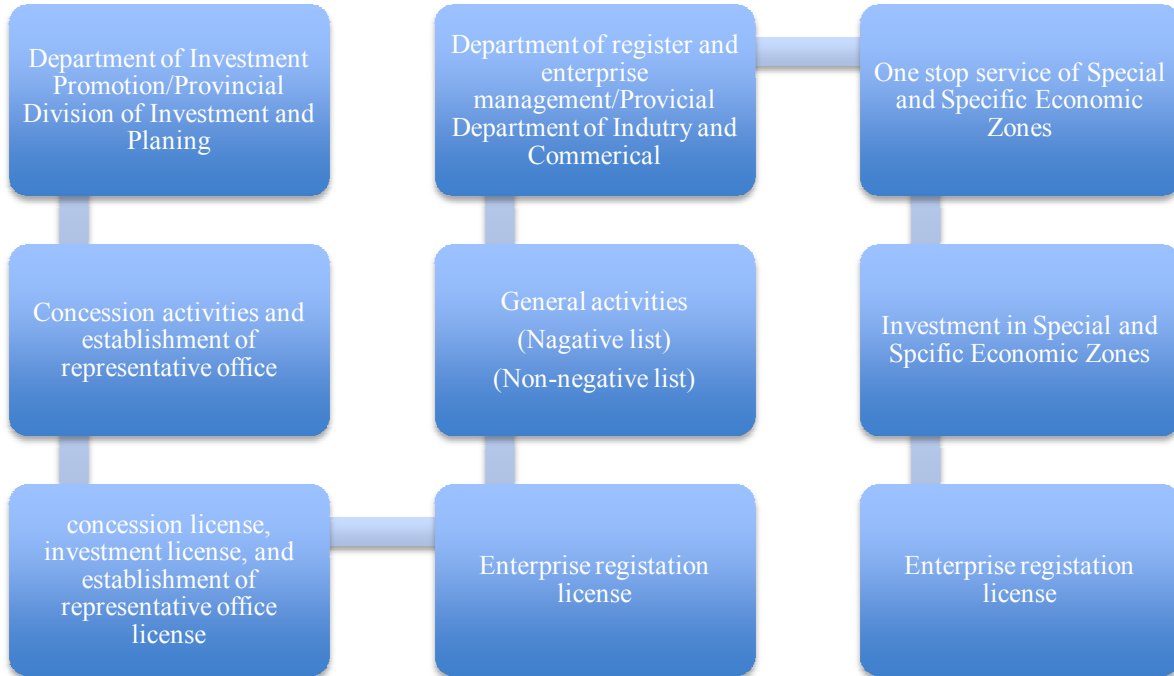 Department of Investment
Promotion/Provincial
Division of Investment and
Planing
Department of register and
enterprise
management/Provicial
Department of Indutry and
Commerical
One stop service of Special
and Specific Economic
Zones
Concession activities and
establishment of
representative office
General activities
(Nagative list)
(Non-negative list)
Investment in Special and
Spcific Economic Zones
concession license,
investment license, and
establishment of
representative office
license
Enterprise registation
license
Enterprise registation
license